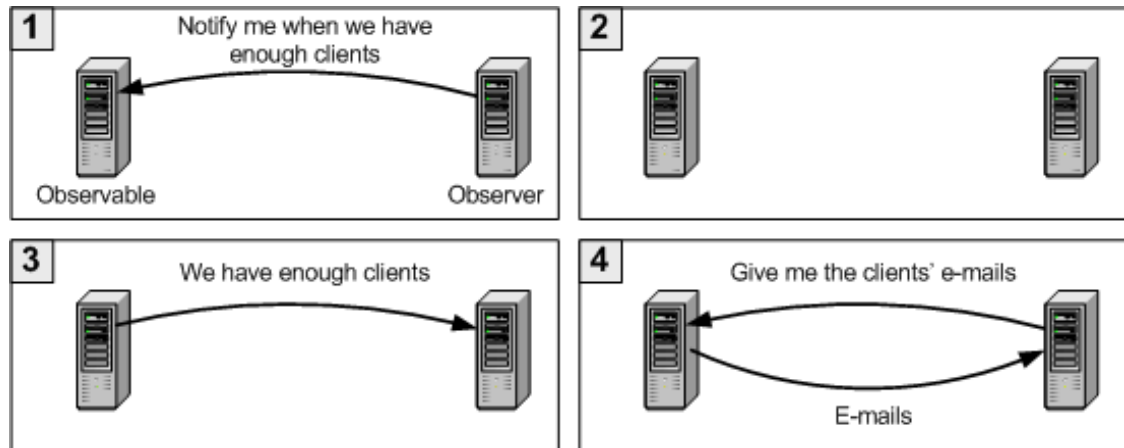 1
Notify me when we have
enough clients
Observable
Observer
2
3
We have enough clients
4
Give me the clients’ e-mails
E-mails